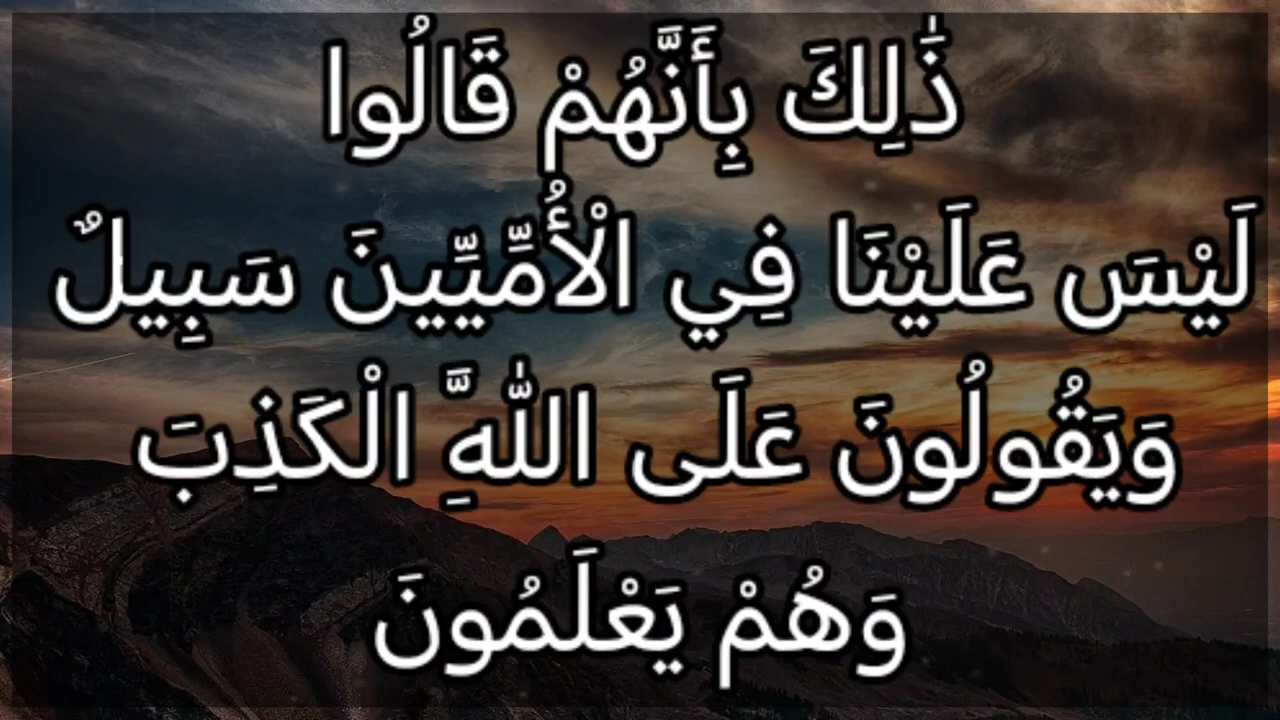 ذَٰلِكَ بِأَنَّهُمْ قَالُوا
لَيْسَ عَلَيْنَا فِي الْأُمِّيِّينَ سَبِيلٌ
وَيَقُولُونَ عَلَى اللَّهِ الْكَذِبَ
وَهُمْ يَعْلَمُونَ